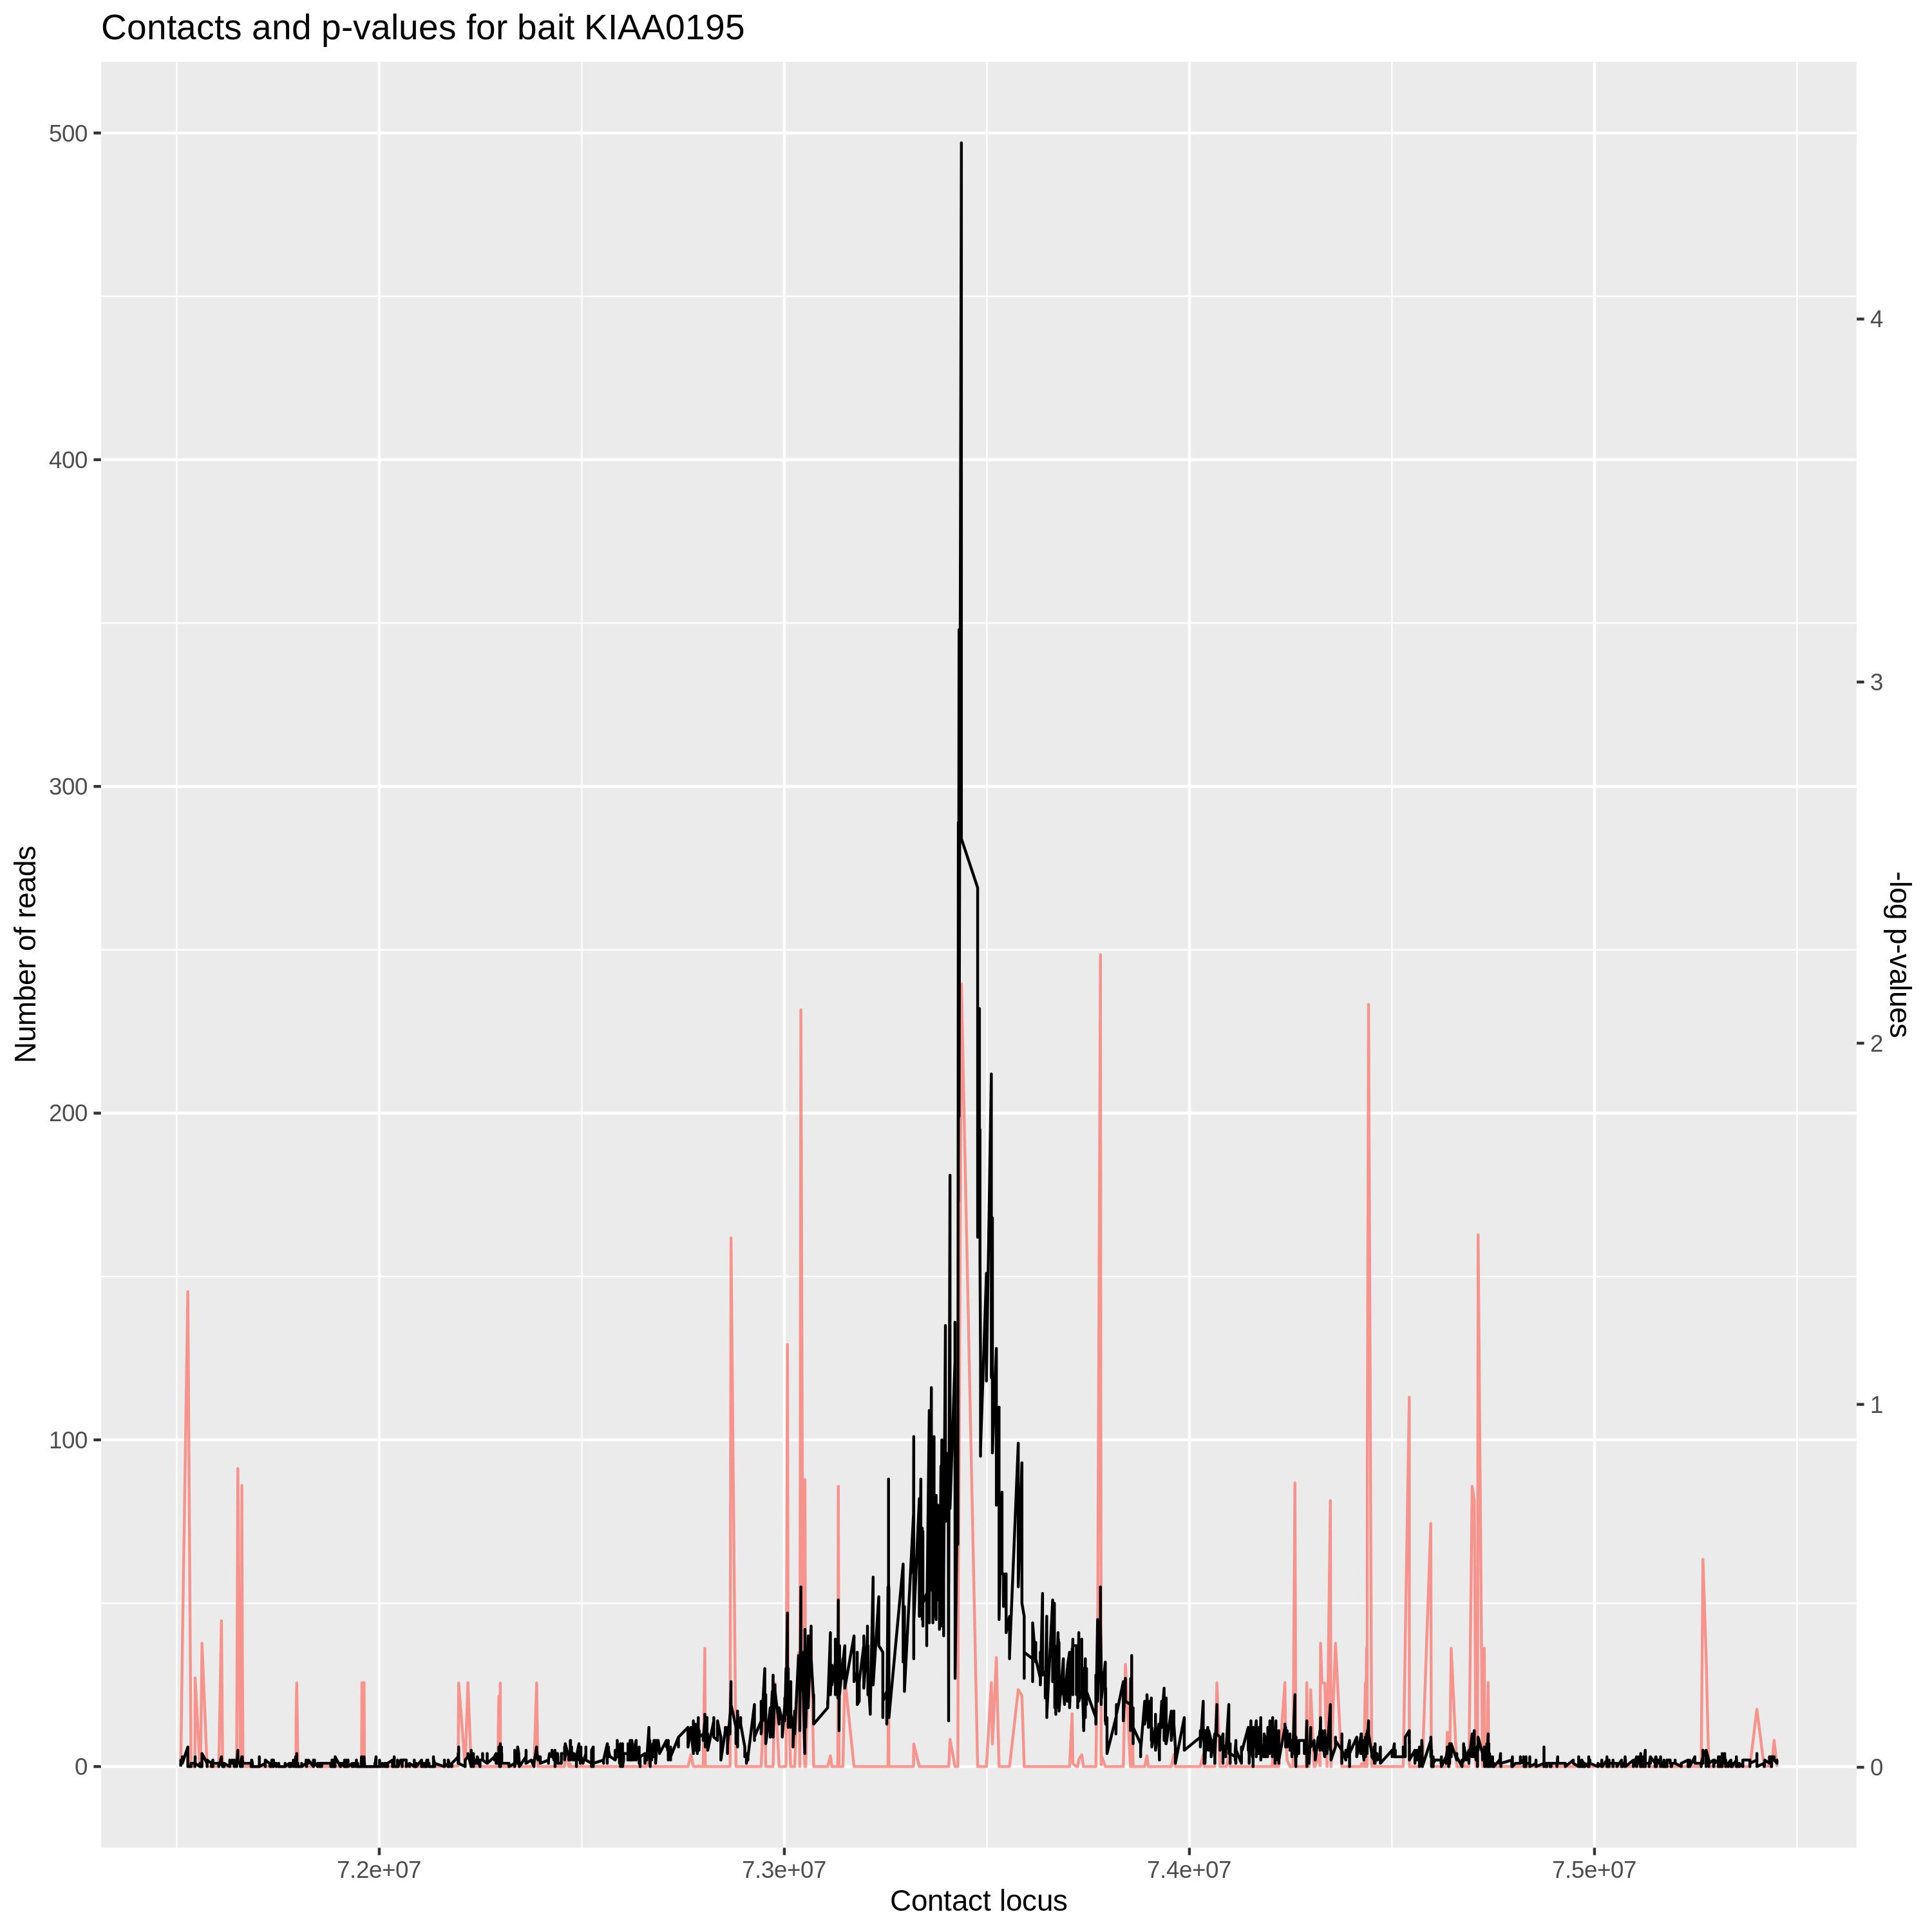 Contacts and p-values for bait KIAA0195
500
400
300
200
100
0
Number of reads
4
3
2
1
0
-log p-values
7.2e+07 7.3e+07 7.4e+07 7.5e+07
Contact locus